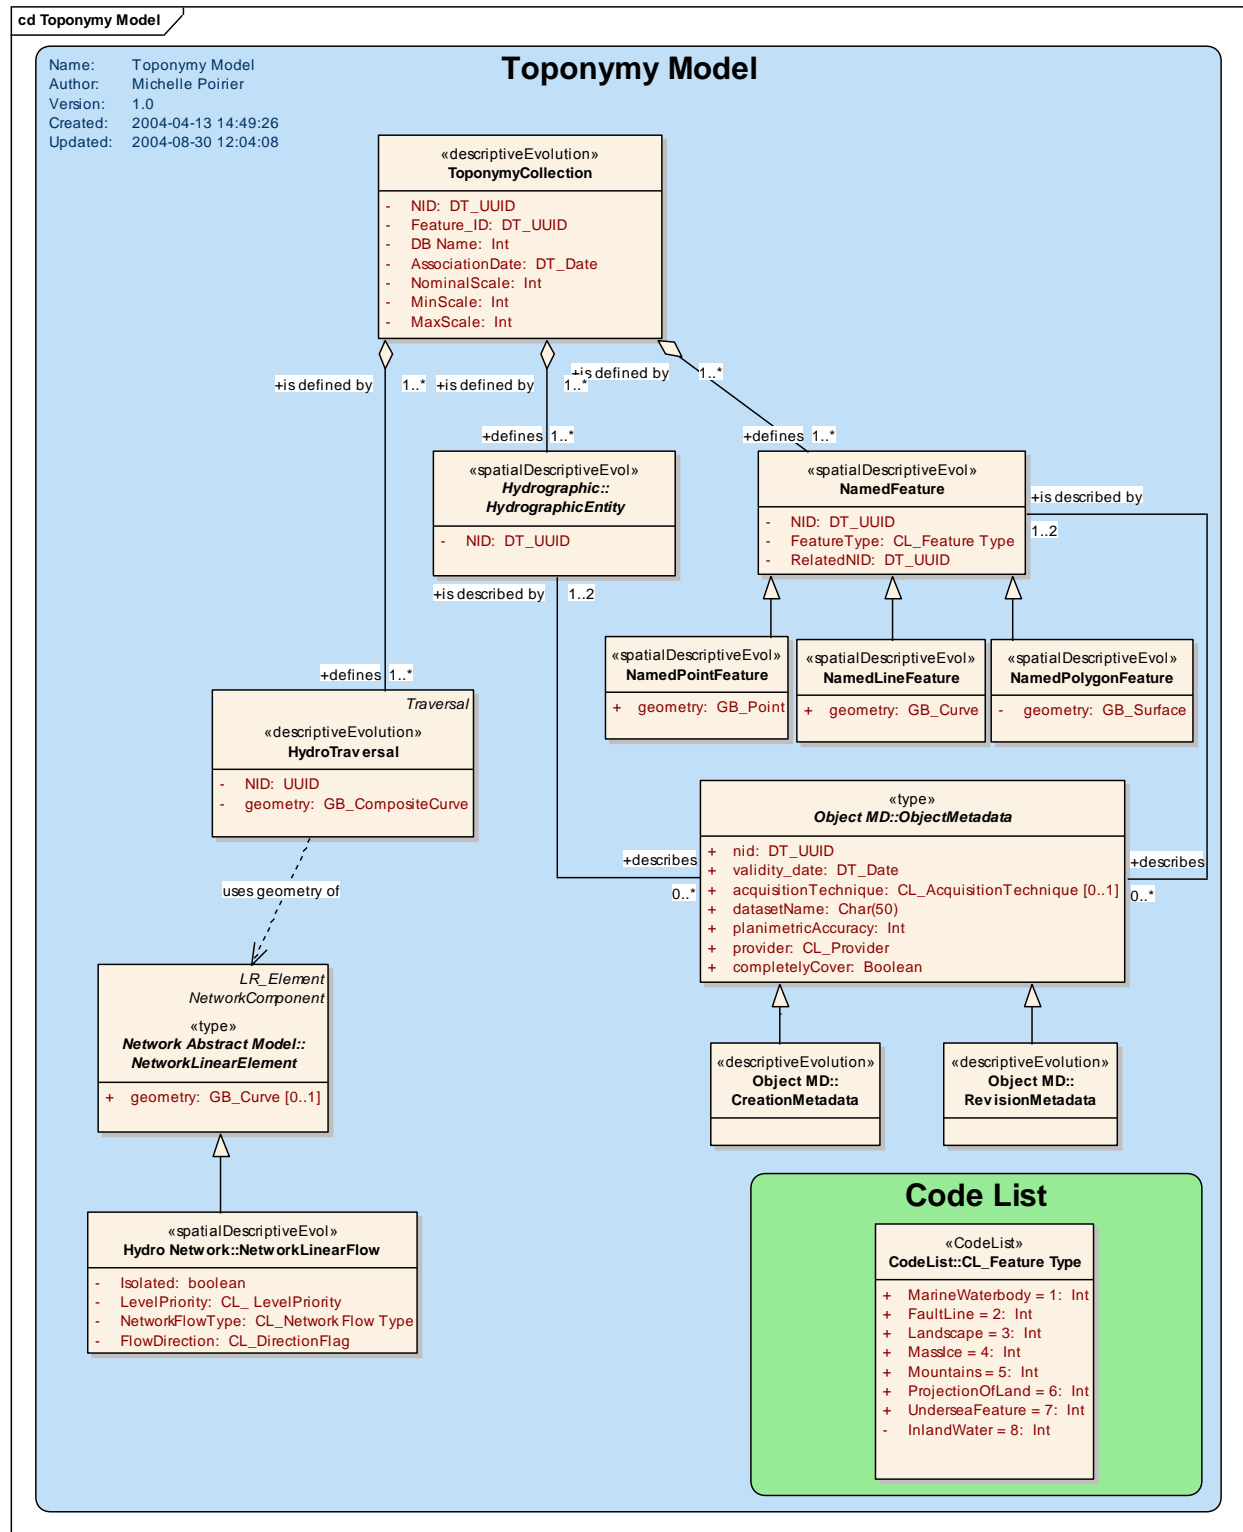 cd Toponymy Model
Toponymy Model
Name: Toponymy Model
Author: Michelle Poirier
Version: 1.0
Created: 2004-04-13 14:49:26
Updated: 2004-08-30 12:04:08
«descriptiveEvolution»
ToponymyCollection
- NID: DT_UUID
- Feature_ID: DT_UUID
- DB Name: Int
- AssociationDate: DT_Date
- NominalScale: Int
- MinScale: Int
- MaxScale: Int
+is defined by 1..*
+is defined by 1..*
+is defined by 1..*
+defines 1..*
+defines 1..*
«spatialDescriptiveEvol»
Hydrographic::
HydrographicEntity
- NID: DT_UUID
+is described by 1..2
«spatialDescriptiveEvol»
NamedFeature
- NID: DT_UUID
- FeatureType: CL_Feature Type
- RelatedNID: DT_UUID
+is described by
1..2
«spatialDescriptiveEvol»
NamedPointFeature
+ geometry: GB_Point
«spatialDescriptiveEvol»
NamedLineFeature
+ geometry: GB_Curve
«spatialDescriptiveEvol»
NamedPolygonFeature
- geometry: GB_Surface
+defines 1..*
Traversal
«descriptiveEvolution»
HydroTraversal
- NID: UUID
- geometry: GB_CompositeCurve
uses geometry of
«type»
Object MD::ObjectMetadata
+ nid: DT_UUID
+ validity_date: DT_Date
+ acquisitionTechnique: CL_AcquisitionTechnique [0..1]
+ datasetName: Char(50)
+ planimetricAccuracy: Int
+ provider: CL_Provider
+ completelyCover: Boolean
+describes
0..*
+describes
0..*
LR_Element
NetworkComponent
«type»
Network Abstract Model::
NetworkLinearElement
+ geometry: GB_Curve [0..1]
«descriptiveEvolution»
Object MD::
CreationMetadata
«descriptiveEvolution»
Object MD::
RevisionMetadata
«spatialDescriptiveEvol»
Hydro Network::NetworkLinearFlow
- Isolated: boolean
- LevelPriority: CL_ LevelPriority
- NetworkFlowType: CL_Network Flow Type
- FlowDirection: CL_DirectionFlag
Code List
«CodeList»
CodeList::CL_Feature Type
+ MarineWaterbody = 1: Int
+ FaultLine = 2: Int
+ Landscape = 3: Int
+ MassIce = 4: Int
+ Mountains = 5: Int
+ ProjectionOfLand = 6: Int
+ UnderseaFeature = 7: Int
- InlandWater = 8: Int